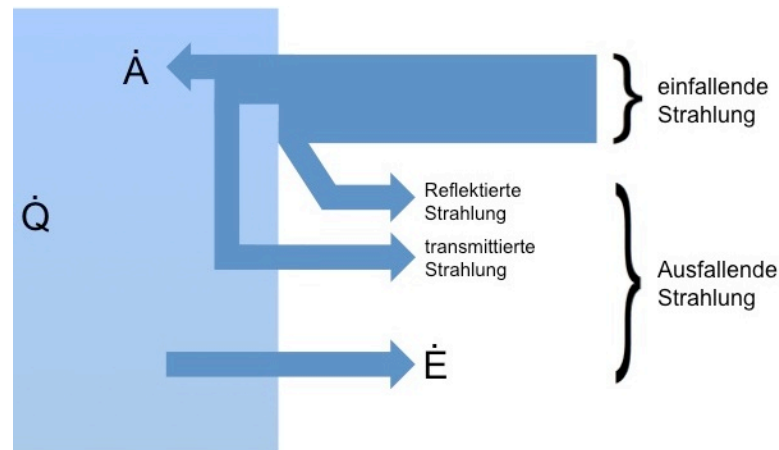 Ȧ
einfallende
Strahlung
Reflektierte
Strahlung
Q̇
transmittierte
Strahlung
Ausfallende
Strahlung
Ė